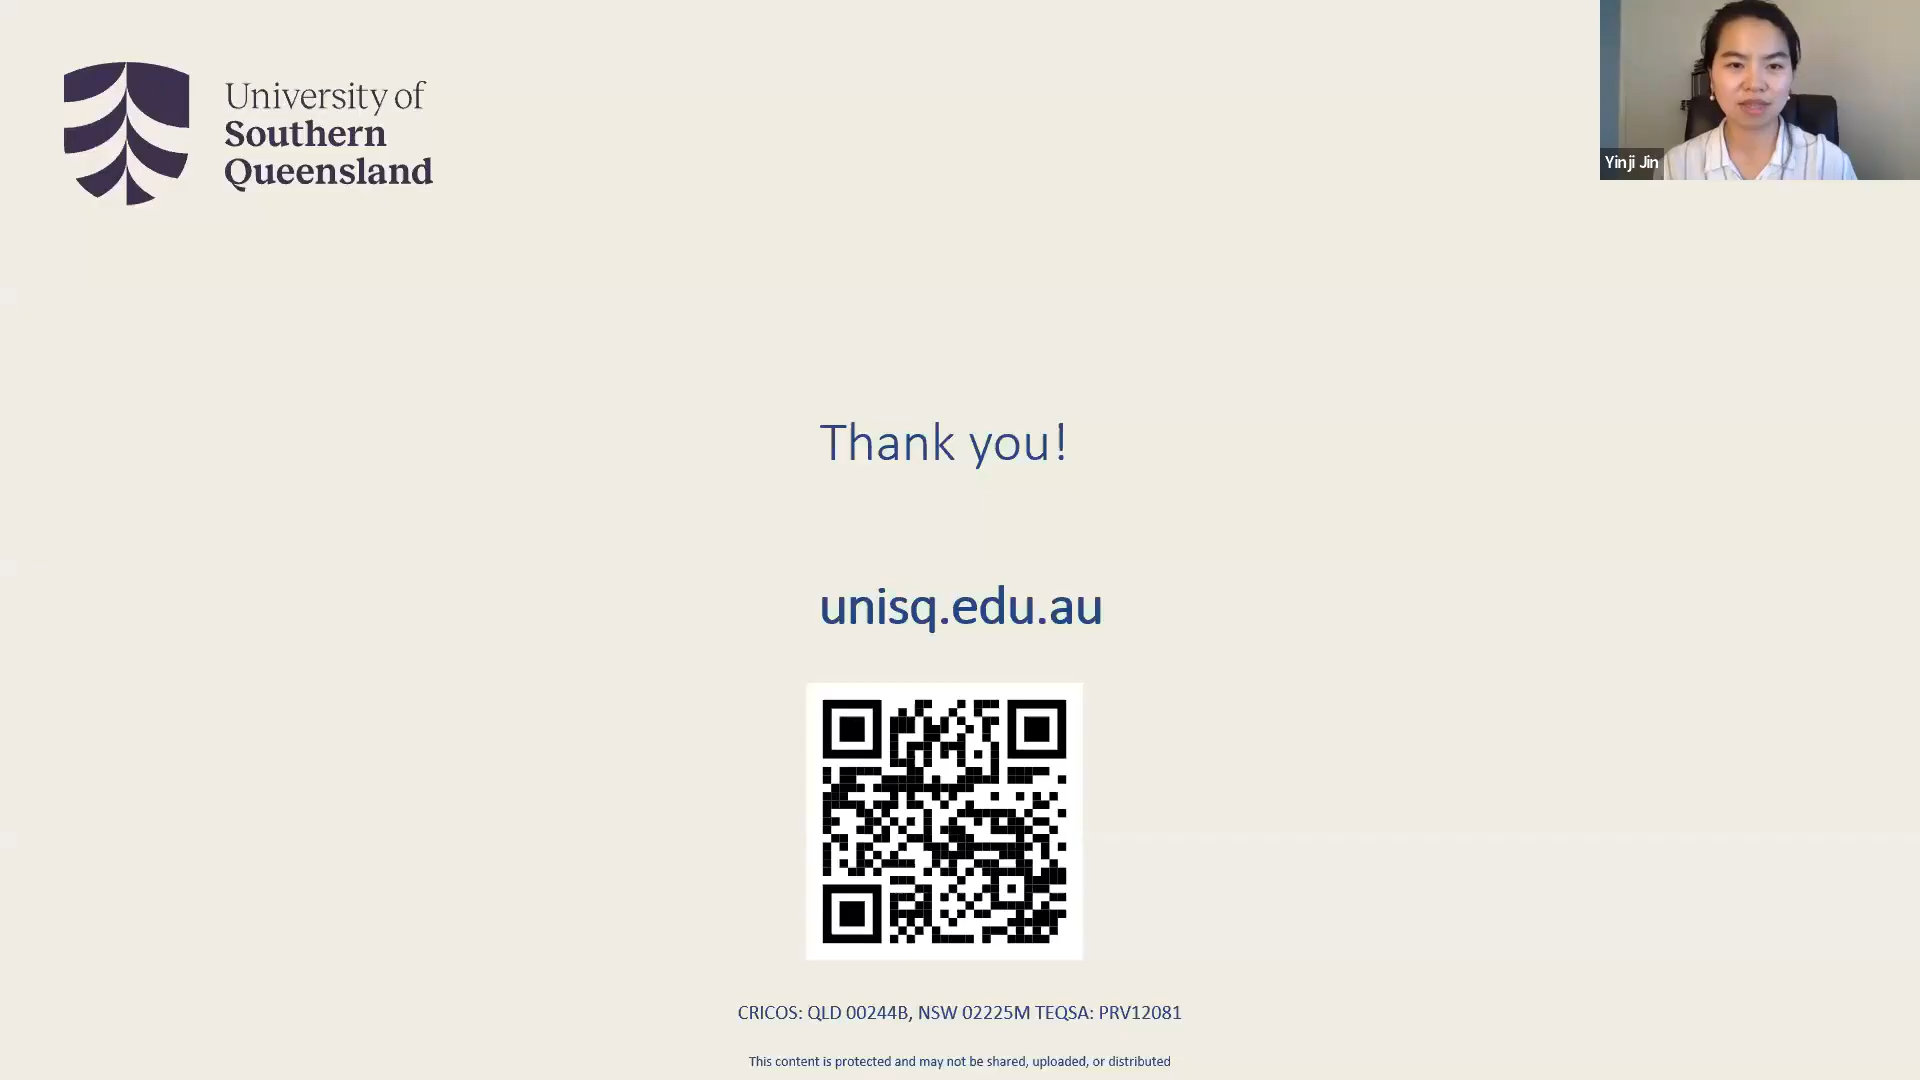 University of
Southern
Queensland
Yinji Jin
Thank you!
unisq.edu.au
CRICOS: QLD 00244B, NSW 02225M TEQSA: PRV12081
This content is protected and may not be shared, uploaded, or distributed